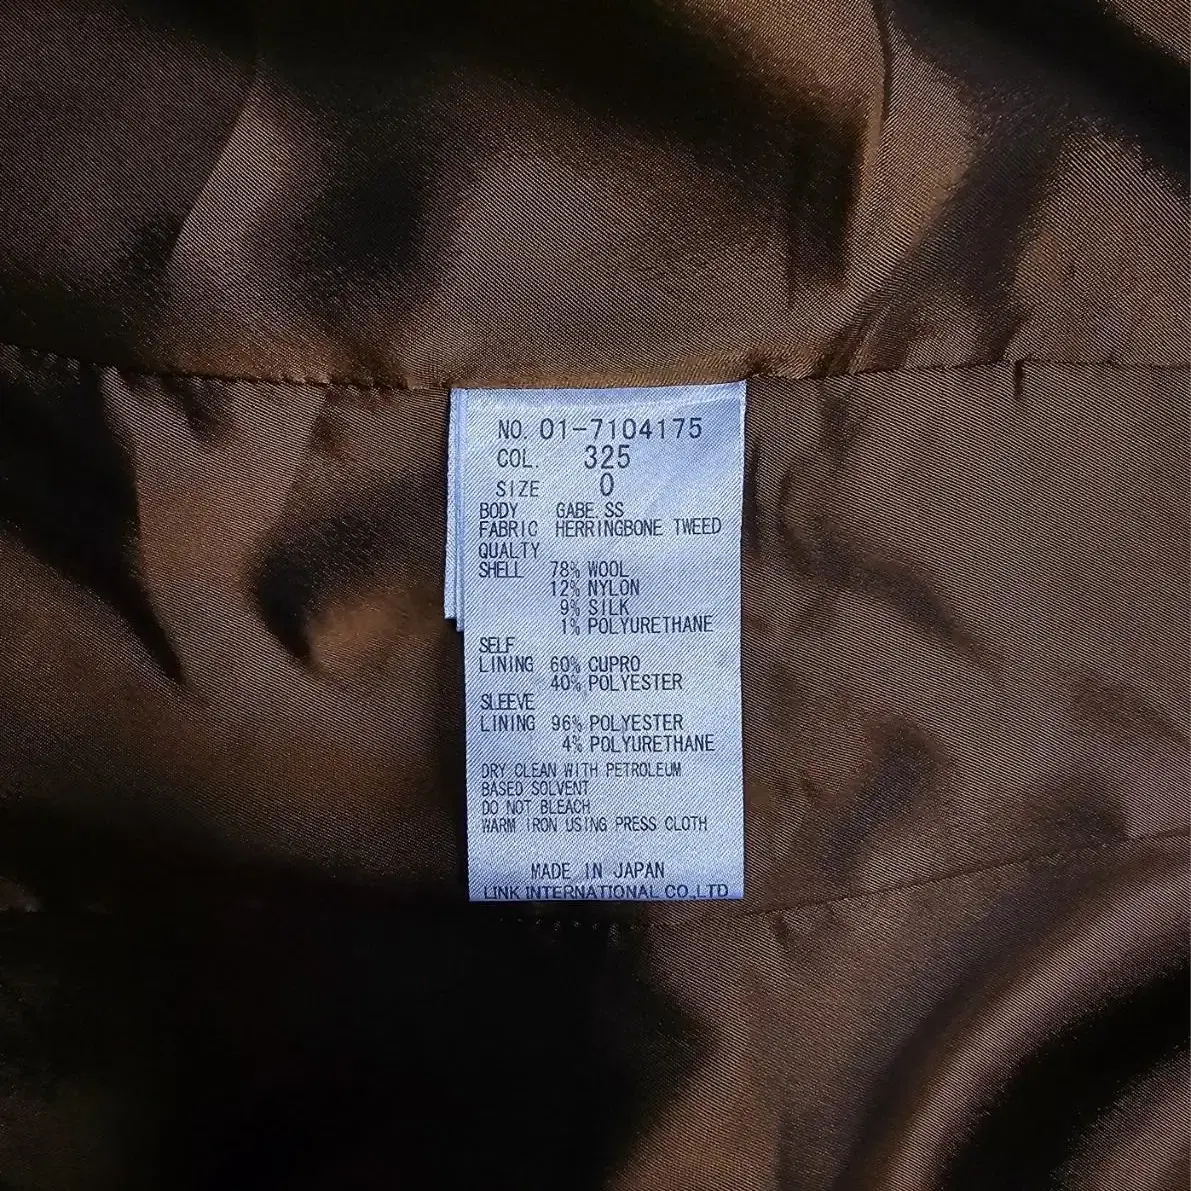 NO. 01-7104175
COL. 325
SIZE 0
BODY GABE.SS
FABRIC HERRINGBONE TWEED
QUALTY
SHELL 78% WOOL
12% NYLON
9% SILK
1% POLYURETHANE
SELF
LINING 60% CUPRO
40% POLYESTER
SLEEVE
LINING 96% POLYESTER
4% POLYURETHANE
DRY CLEAN WITH PETROLEUM
BASED SOLVENT
DO NOT BLEACH
WARM IRON USING PRESS CLOTH
MADE IN JAPAN
LINK INTERNATIONAL CO.,LTD